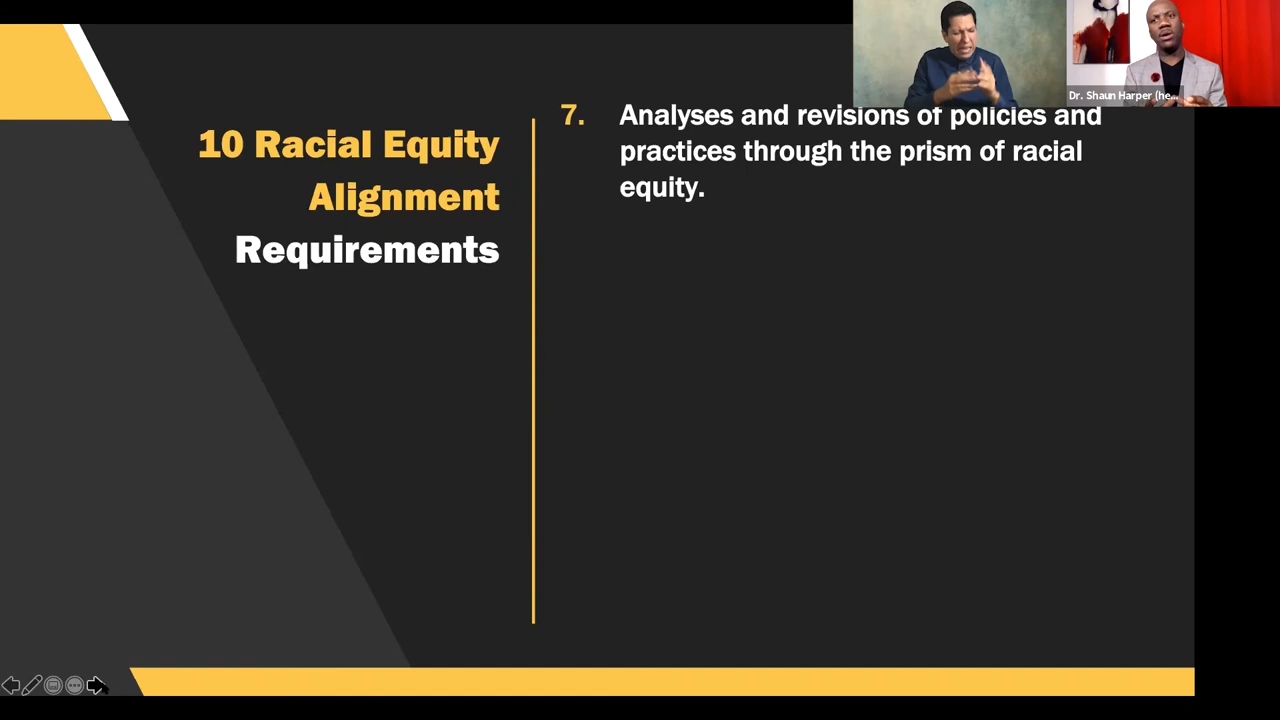 Dr. Shaun Harper (he...
10 Racial Equity
Alignment
Requirements
7. Analyses and revisions of policies and
practices through the prism of racial
equity.